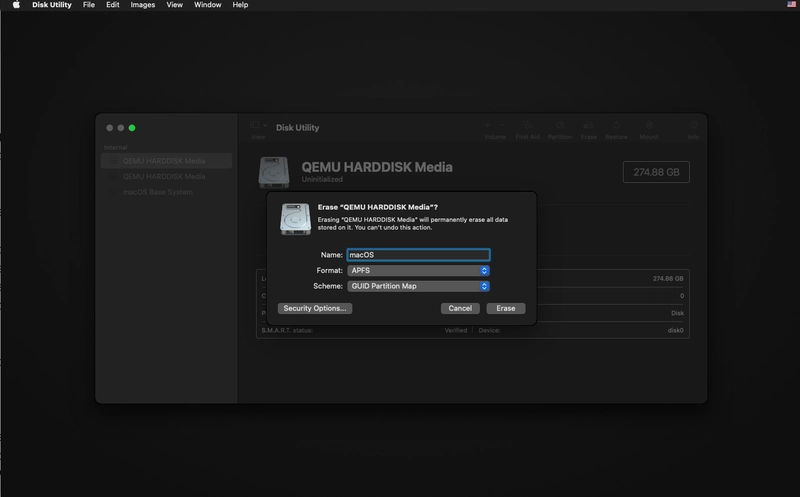 Disk Utility File Edit Images View Window Help
Disk Utility
View
Volume First Aid Partition Erase Restore Mount Info
Internal
QEMU HARDDISK Media
QEMU HARDDISK Media
macOS Base System
QEMU HARDDISK Media
Uninitialized
274.88 GB
Erase “QEMU HARDDISK Media”?
Erasing “QEMU HARDDISK Media” will permanently erase all data
stored on it. You can't undo this action.
Name: macOS
Format: APFS
Scheme: GUID Partition Map
Security Options... Cancel Erase
274.88 GB
0
Disk
S.M.A.R.T. status: Verified Device: disk0